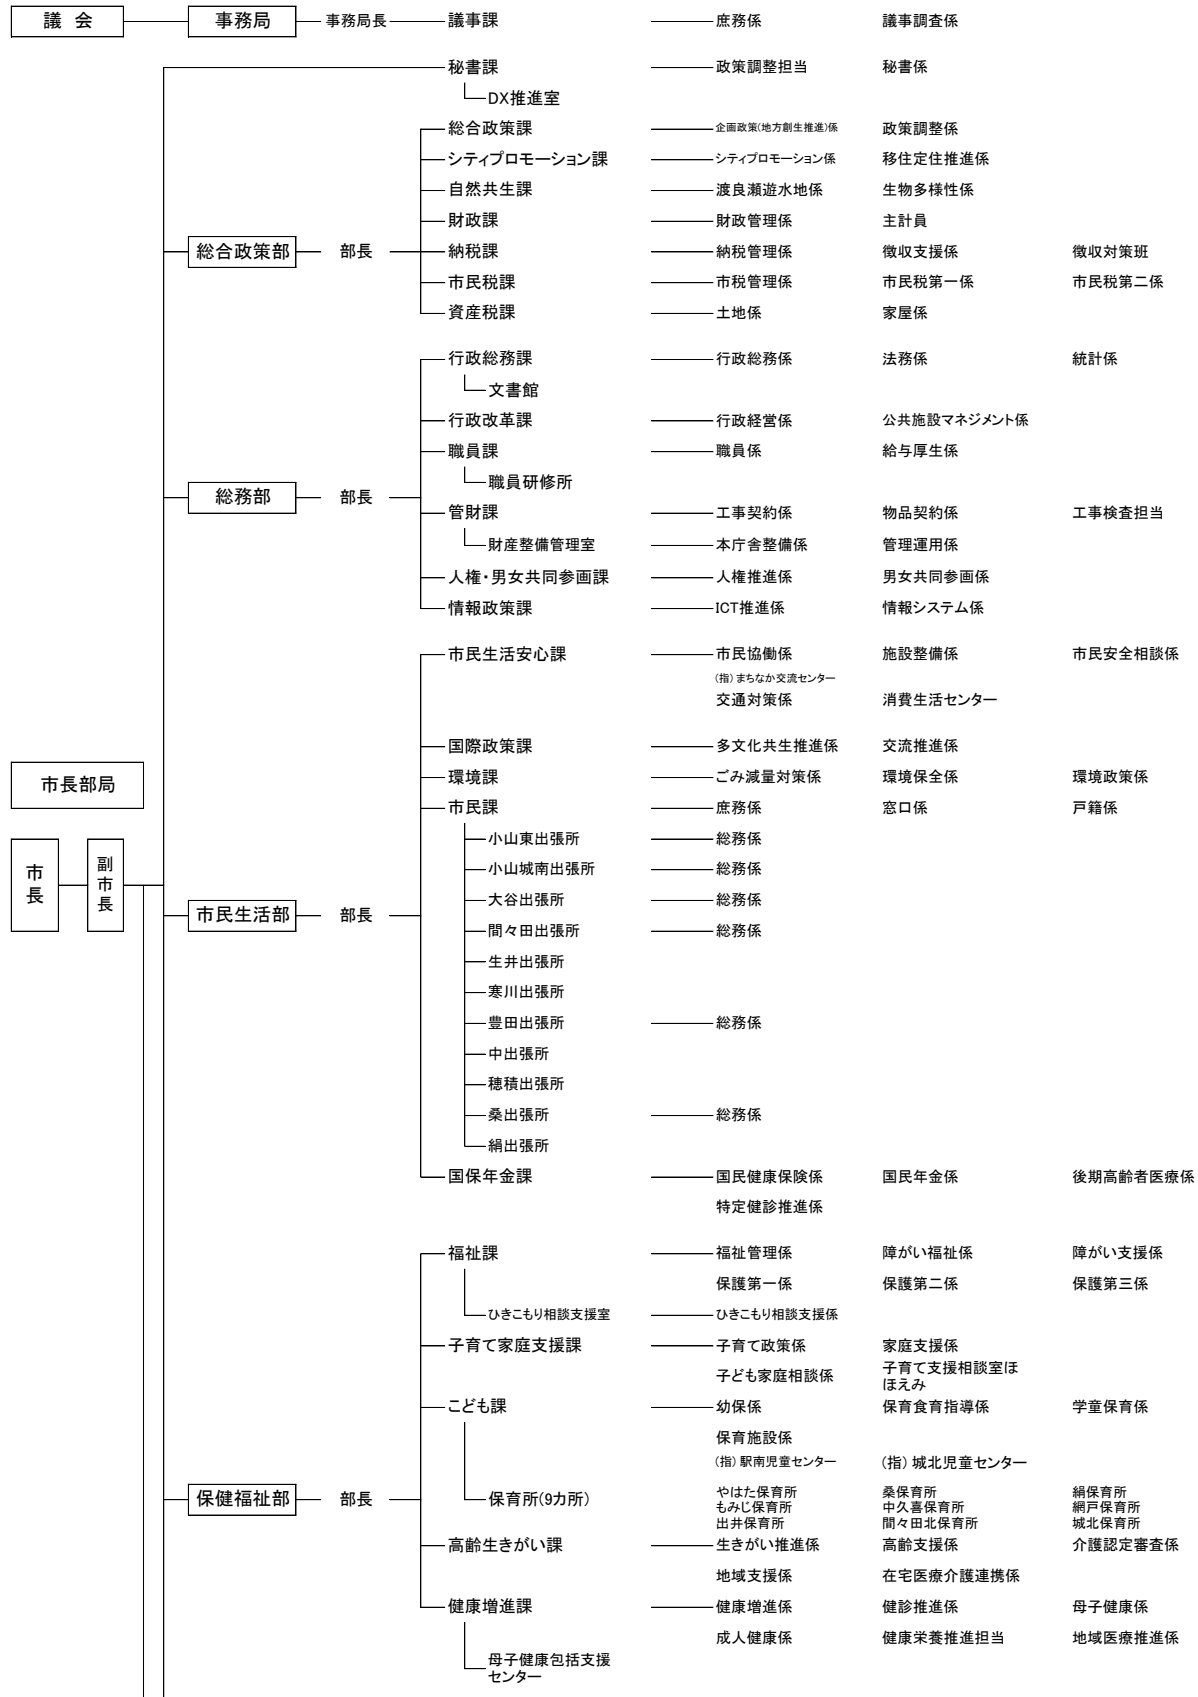 議 会 事務局 事務局長 議事課 庶務係 議事調査係
秘書課 政策調整担当 秘書係
DX推進室
総合政策課 企画政策(地方創生推進)係 政策調整係
シティプロモーション課 シティプロモーション係 移住定住推進係
自然共生課 渡良瀬遊水地係 生物多様性係
財政課 財政管理係 主計員
総合政策部 部長 納税課 納税管理係 徴収支援係 徴収対策班
市民税課 市税管理係 市民税第一係 市民税第二係
資産税課 土地係 家屋係
行政総務課 行政総務係 法務係 統計係
文書館
行政改革課 行政経営係 公共施設マネジメント係
職員課 職員係 給与厚生係
職員研修所
総務部 部長
管財課 工事契約係 物品契約係 工事検査担当
財産整備管理室 本庁舎整備係 管理運用係
人権・男女共同参画課 人権推進係 男女共同参画係
情報政策課 ICT推進係 情報システム係
市民生活安心課 市民協働係 施設整備係 市民安全相談係
(指)まちなか交流センター
交通対策係 消費生活センター
国際政策課 多文化共生推進係 交流推進係
市長部局 環境課 ごみ減量対策係 環境保全係 環境政策係
市民課 庶務係 窓口係 戸籍係
小山東出張所 総務係
小山城南出張所 総務係
市長 副市長
大谷出張所 総務係
市民生活部 部長
間々田出張所 総務係
生井出張所
寒川出張所
豊田出張所 総務係
中出張所
穂積出張所
桑出張所 総務係
絹出張所
国保年金課 国民健康保険係 国民年金係 後期高齢者医療係
特定健診推進係
福祉課 福祉管理係 障がい福祉係 障がい支援係
保護第一係 保護第二係 保護第三係
ひきこもり相談支援室 ひきこもり相談支援係
子育て家庭支援課 子育て政策係 家庭支援係
子ども家庭相談係 子育て支援相談室ほ
ほえみ
こども課 幼保係 保育食育指導係 学童保育係
保育施設係
(指)駅南児童センター (指)城北児童センター
保健福祉部 部長 保育所(9カ所) やはた保育所 桑保育所 絹保育所
もみじ保育所 中久喜保育所 網戸保育所
出井保育所 間々田北保育所 城北保育所
高齢生きがい課 生きがい推進係 高齢支援係 介護認定審査係
地域支援係 在宅医療介護連携係
健康増進課 健康増進係 健診推進係 母子健康係
成人健康係 健康栄養推進担当 地域医療推進係
母子健康包括支援
センター